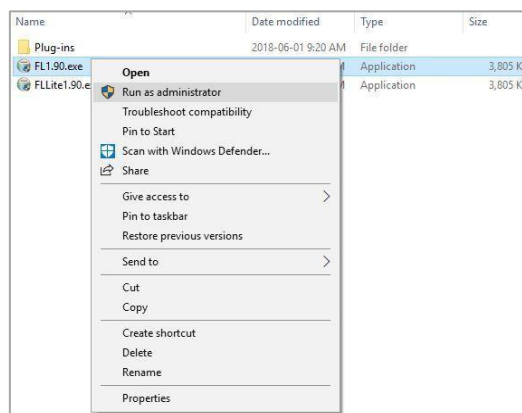 Name Date modified Type Size
Plug-ins 2018-06-01 9:20 AM File folder
FL1.90.exe M Application 3,805 K
FLLite1.90.e M Application 3,805 K
Open
Run as administrator
Troubleshoot compatibility
Pin to Start
Scan with Windows Defender...
Share
Give access to
Pin to taskbar
Restore previous versions
Send to
Cut
Copy
Create shortcut
Delete
Rename
Properties